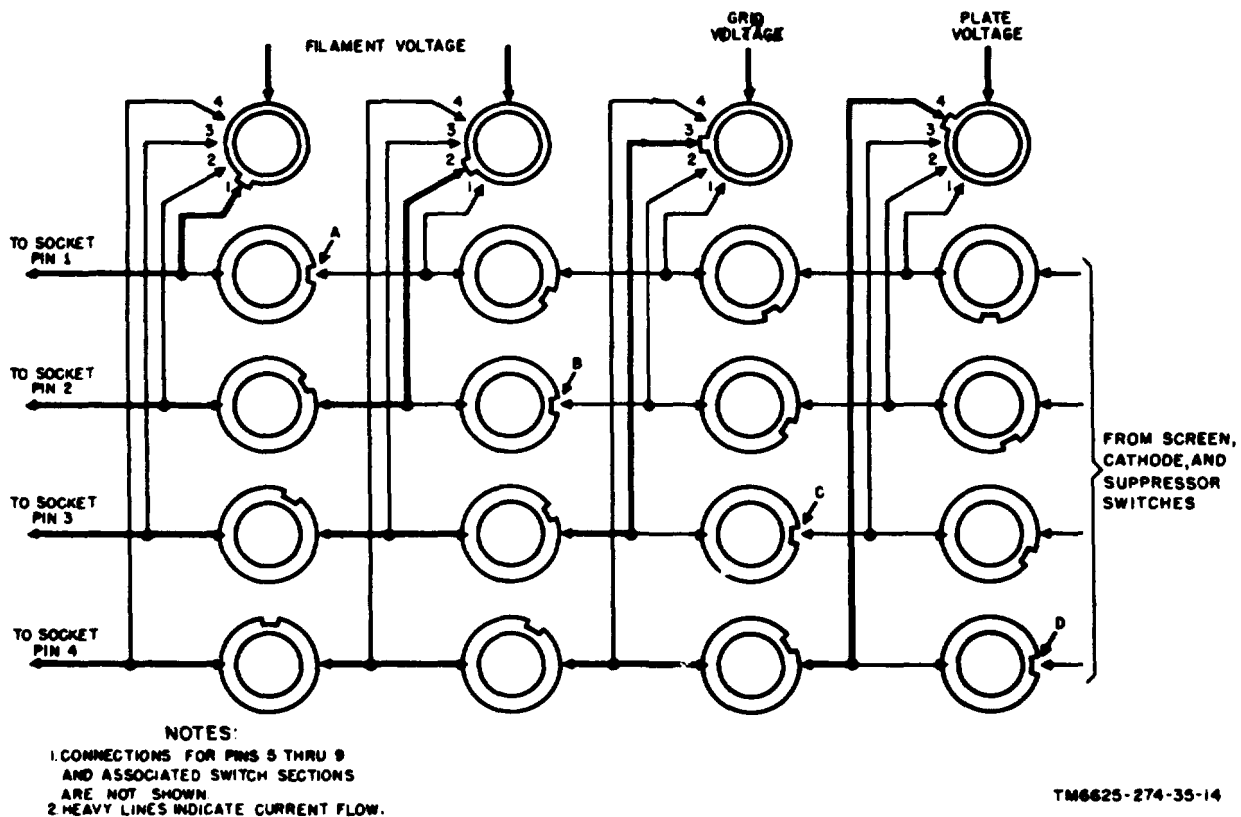 FILAMENT VOLTAGE
GRID
VOLTAGE
PLATE
VOLTAGE
4
3
2
1
4
3
2
1
4
3
2
1
4
3
2
1
TO SOCKET
PIN 1
A
TO SOCKET
PIN 2
B
FROM SCREEN,
CATHODE, AND
SUPPRESSOR
SWITCHES
TO SOCKET
PIN 3
C
TO SOCKET
PIN 4
D
NOTES:
1. CONNECTIONS FOR PINS 5 THRU 9
AND ASSOCIATED SWITCH SECTIONS
ARE NOT SHOWN.
2. HEAVY LINES INDICATE CURRENT FLOW.
TM6625-274-35-14